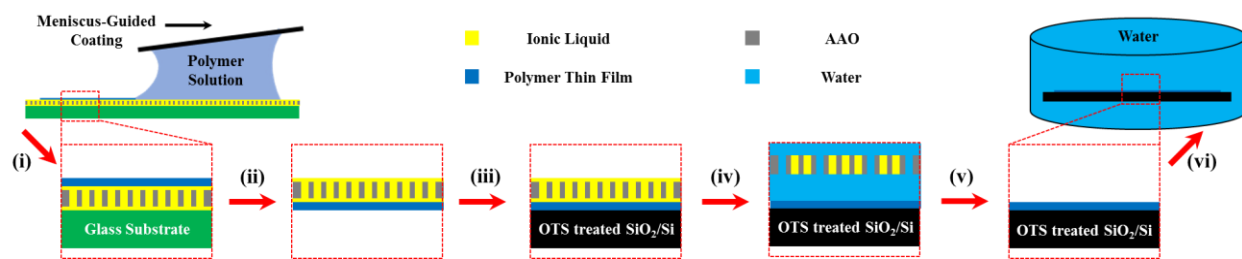 Meniscus-Guided
Coating
Polymer
Solution
Ionic Liquid
AAO
Polymer Thin Film
Water
Water
(i)
(ii)
(iii)
(iv)
(v)
(vi)
Glass Substrate
OTS treated SiO₂/Si
OTS treated SiO₂/Si
OTS treated SiO₂/Si